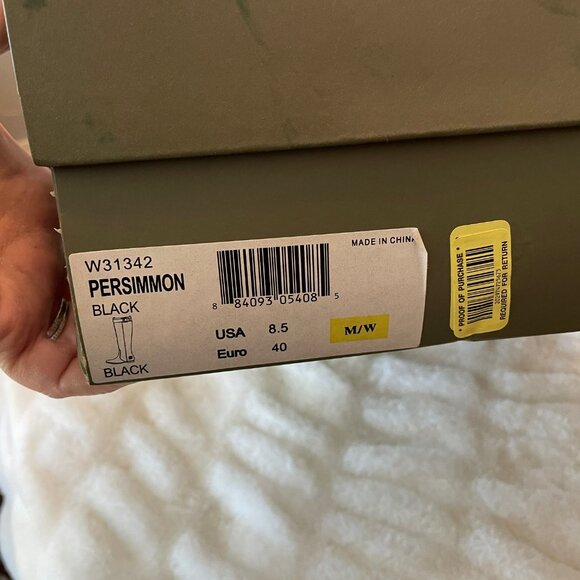 W31342
PERSIMMON
BLACK
BLACK
8 84093 05408 5
USA 8.5
Euro 40
M/W
MADE IN CHINA
* PROOF OF PURCHASE *
REQUIRED FOR RETURN